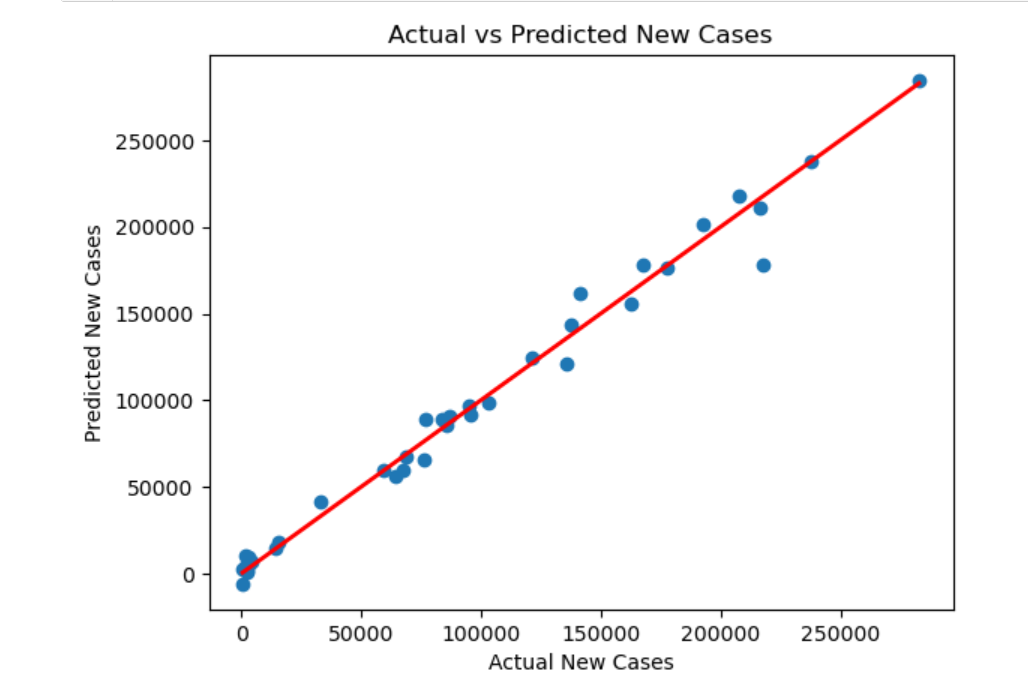 Actual vs Predicted New Cases
Predicted New Cases
250000
200000
150000
100000
50000
0
0 50000 100000 150000 200000 250000
Actual New Cases